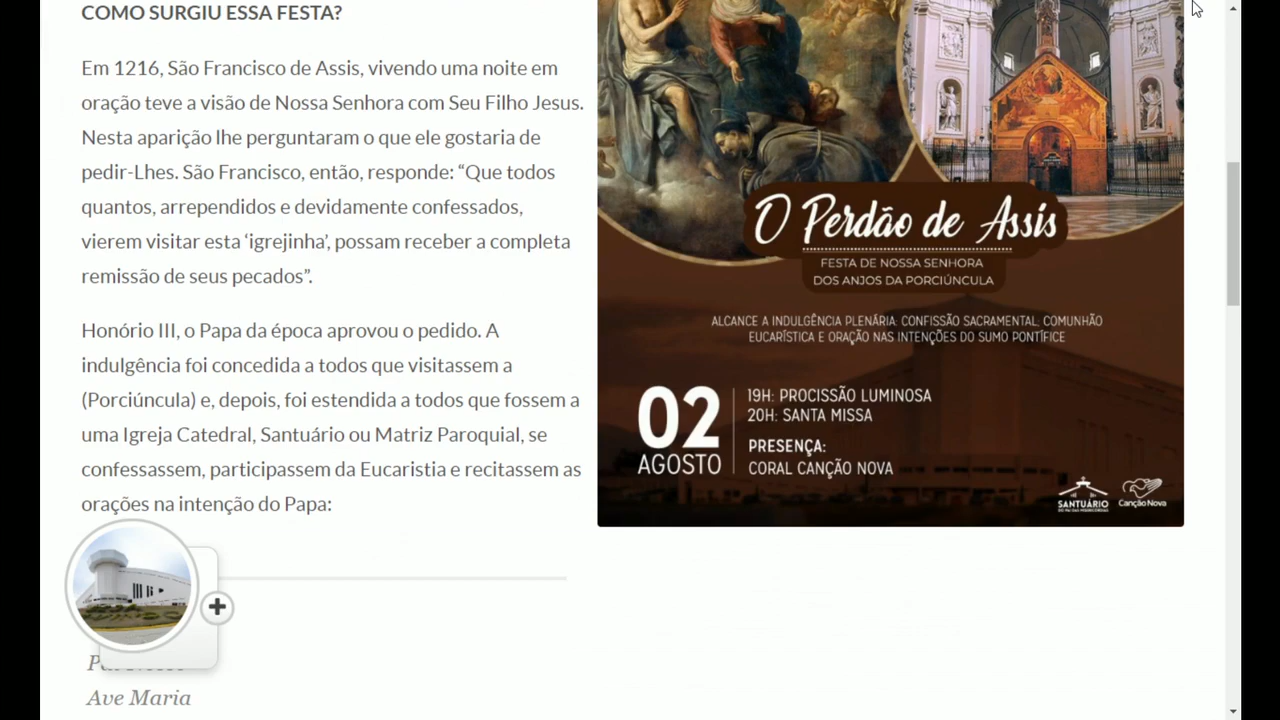 COMO SURGIU ESSA FESTA?
Em 1216, São Francisco de Assis, vivendo uma noite em
oração teve a visão de Nossa Senhora com Seu Filho Jesus.
Nesta aparição lhe perguntaram o que ele gostaria de
pedir-Lhes. São Francisco, então, responde: “Que todos
quantos, arrependidos e devidamente confessados,
vierem visitar esta ‘igrejinha’, possam receber a completa
remissão de seus pecados”.
Honório III, o Papa da época aprovou o pedido. A
indulgência foi concedida a todos que visitassem a
(Porciúncula) e, depois, foi estendida a todos que fossem a
uma Igreja Catedral, Santuário ou Matriz Paroquial, se
confessassem, participassem da Eucaristia e recitassem as
orações na intenção do Papa:
Ave Maria
O Perdão de Assis
FESTA DE NOSSA SENHORA
DOS ANJOS DA PORCIÚNCULA
ALCANCE A INDULGÊNCIA PLENÁRIA: CONFISSÃO SACRAMENTAL, COMUNHÃO
EUCARÍSTICA E ORAÇÃO NAS INTENÇÕES DO SUMO PONTÍFICE
02
AGOSTO
19H: PROCISSÃO LUMINOSA
20H: SANTA MISSA
PRESENÇA:
CORAL CANÇÃO NOVA
SANTUÁRIO
DO PAI DAS MISERICÓRDIAS
Canção Nova